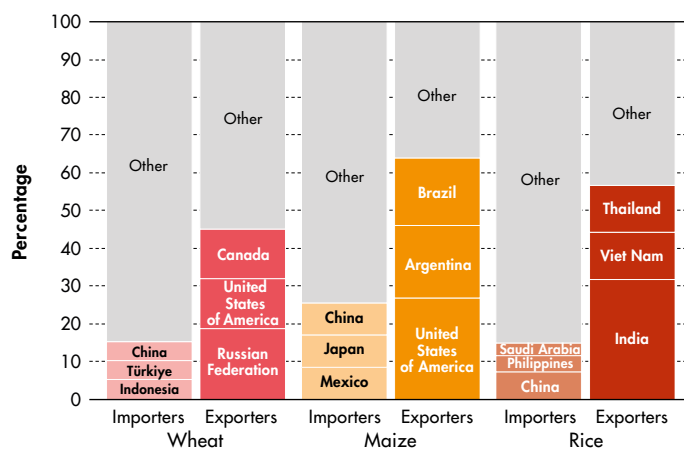 Percentage
100
90
80
70
60
50
40
30
20
10
0
Other
China
Türkiye
Indonesia
Other
Canada
United
States
of America
Russian
Federation
Other
China
Japan
Mexico
Other
Brazil
Argentina
United
States
of America
Other
Saudi Arabia
Philippines
China
Other
Thailand
Viet Nam
India
Importers Exporters Importers Exporters Importers Exporters
Wheat Maize Rice